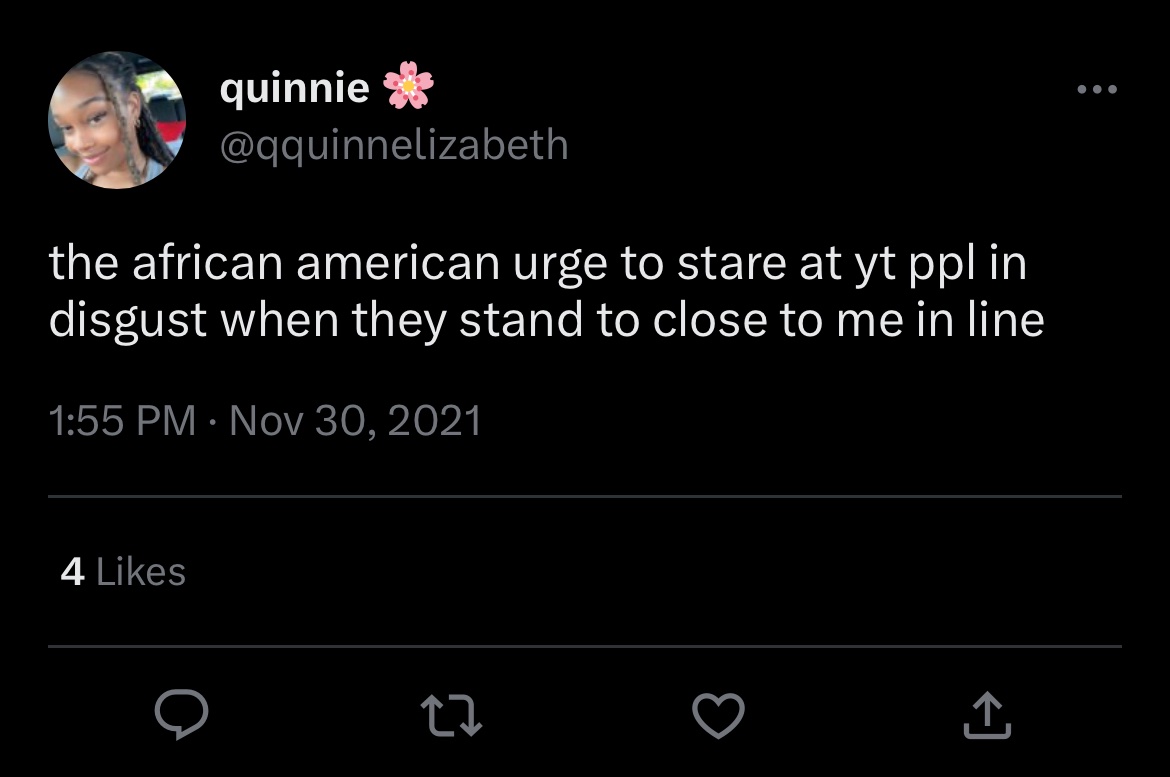 quinnie 🌸
@qquinnelizabeth
the african american urge to stare at yt ppl in
disgust when they stand to close to me in line
1:55 PM · Nov 30, 2021
4 Likes